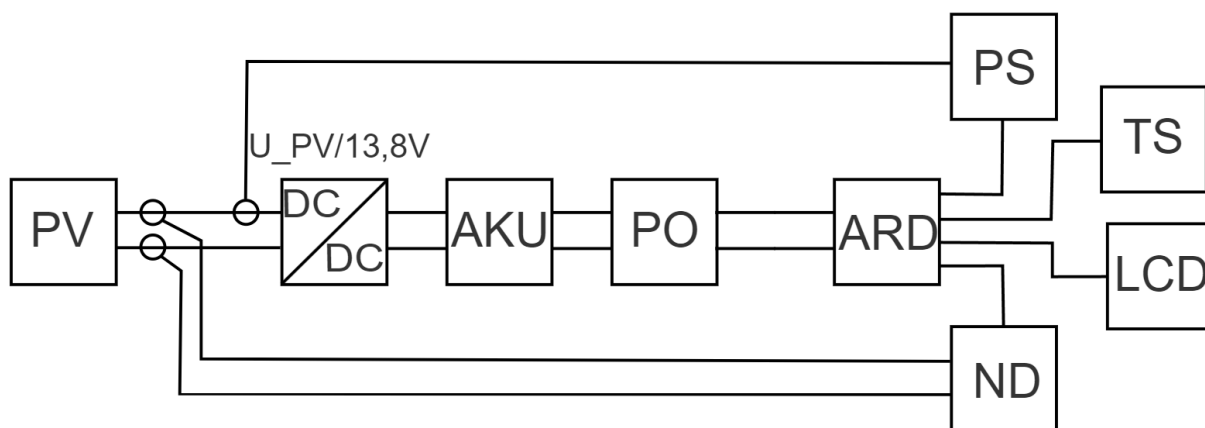 PS
TS
U_PV/13,8V
PV
DC
DC
AKU
PO
ARD
LCD
ND